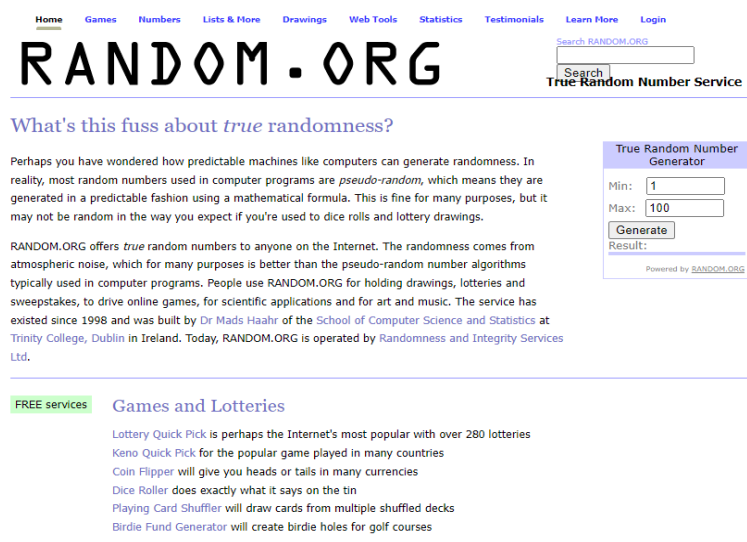 Home Games Numbers Lists & More Drawings Web Tools Statistics Testimonials Learn More Login
RANDOM.ORG
Search RANDOM.ORG
Search
True Random Number Service
What's this fuss about true randomness?
Perhaps you have wondered how predictable machines like computers can generate randomness. In
reality, most random numbers used in computer programs are pseudo-random, which means they are
generated in a predictable fashion using a mathematical formula. This is fine for many purposes, but it
may not be random in the way you expect if you're used to dice rolls and lottery drawings.
RANDOM.ORG offers true random numbers to anyone on the Internet. The randomness comes from
atmospheric noise, which for many purposes is better than the pseudo-random number algorithms
typically used in computer programs. People use RANDOM.ORG for holding drawings, lotteries and
sweepstakes, to drive online games, for scientific applications and for art and music. The service has
existed since 1998 and was built by Dr Mads Haahr of the School of Computer Science and Statistics at
Trinity College, Dublin in Ireland. Today, RANDOM.ORG is operated by Randomness and Integrity Services
Ltd.
True Random Number
Generator
Min: 1
Max: 100
Generate
Result:
Powered by RANDOM.ORG
FREE services
Games and Lotteries
Lottery Quick Pick is perhaps the Internet's most popular with over 280 lotteries
Keno Quick Pick for the popular game played in many countries
Coin Flipper will give you heads or tails in many currencies
Dice Roller does exactly what it says on the tin
Playing Card Shuffler will draw cards from multiple shuffled decks
Birdie Fund Generator will create birdie holes for golf courses